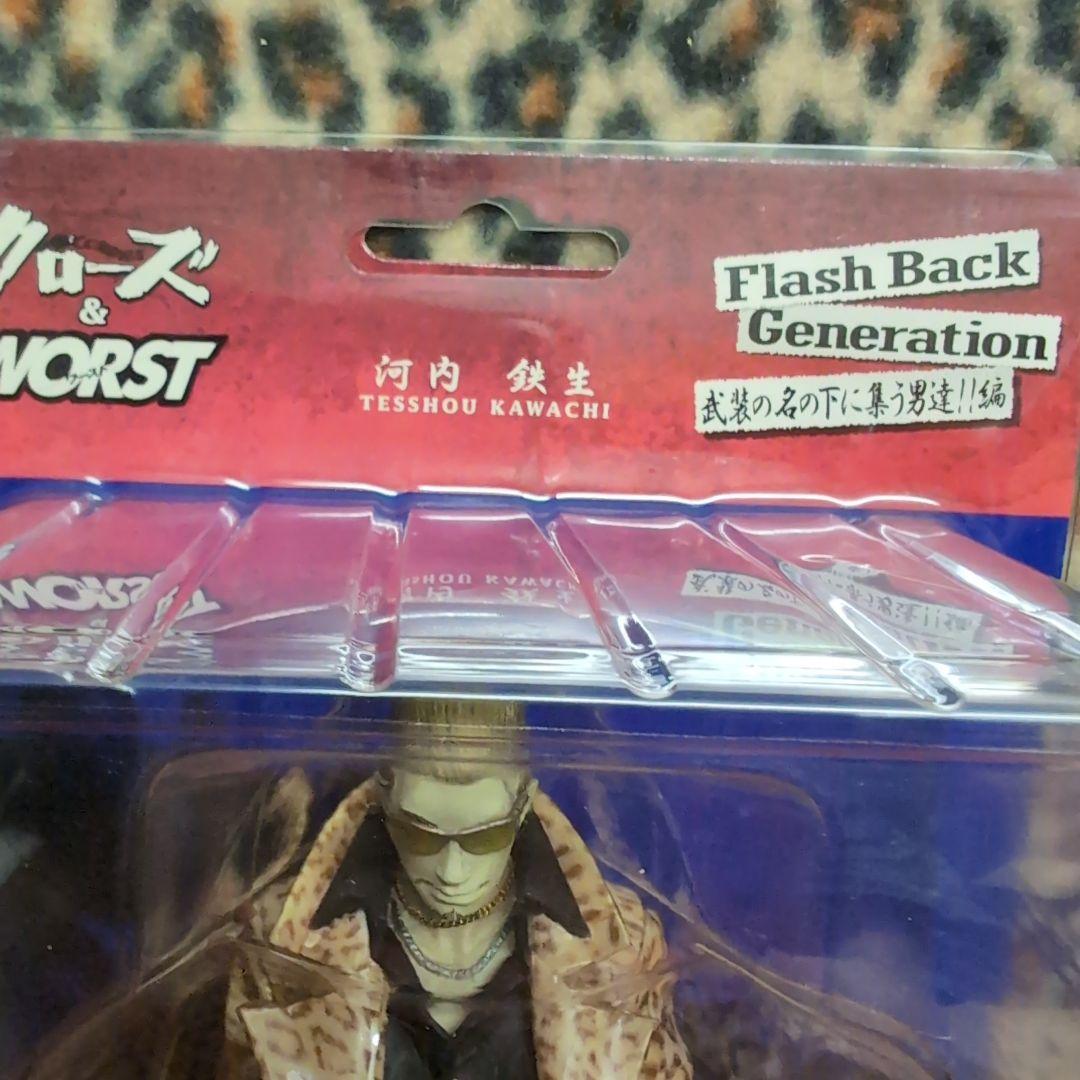 クローズ
&
WORST
河内 鉄生
TESSHOU KAWACHI
Flash Back
Generation
武装の名の下に集う男達!!編